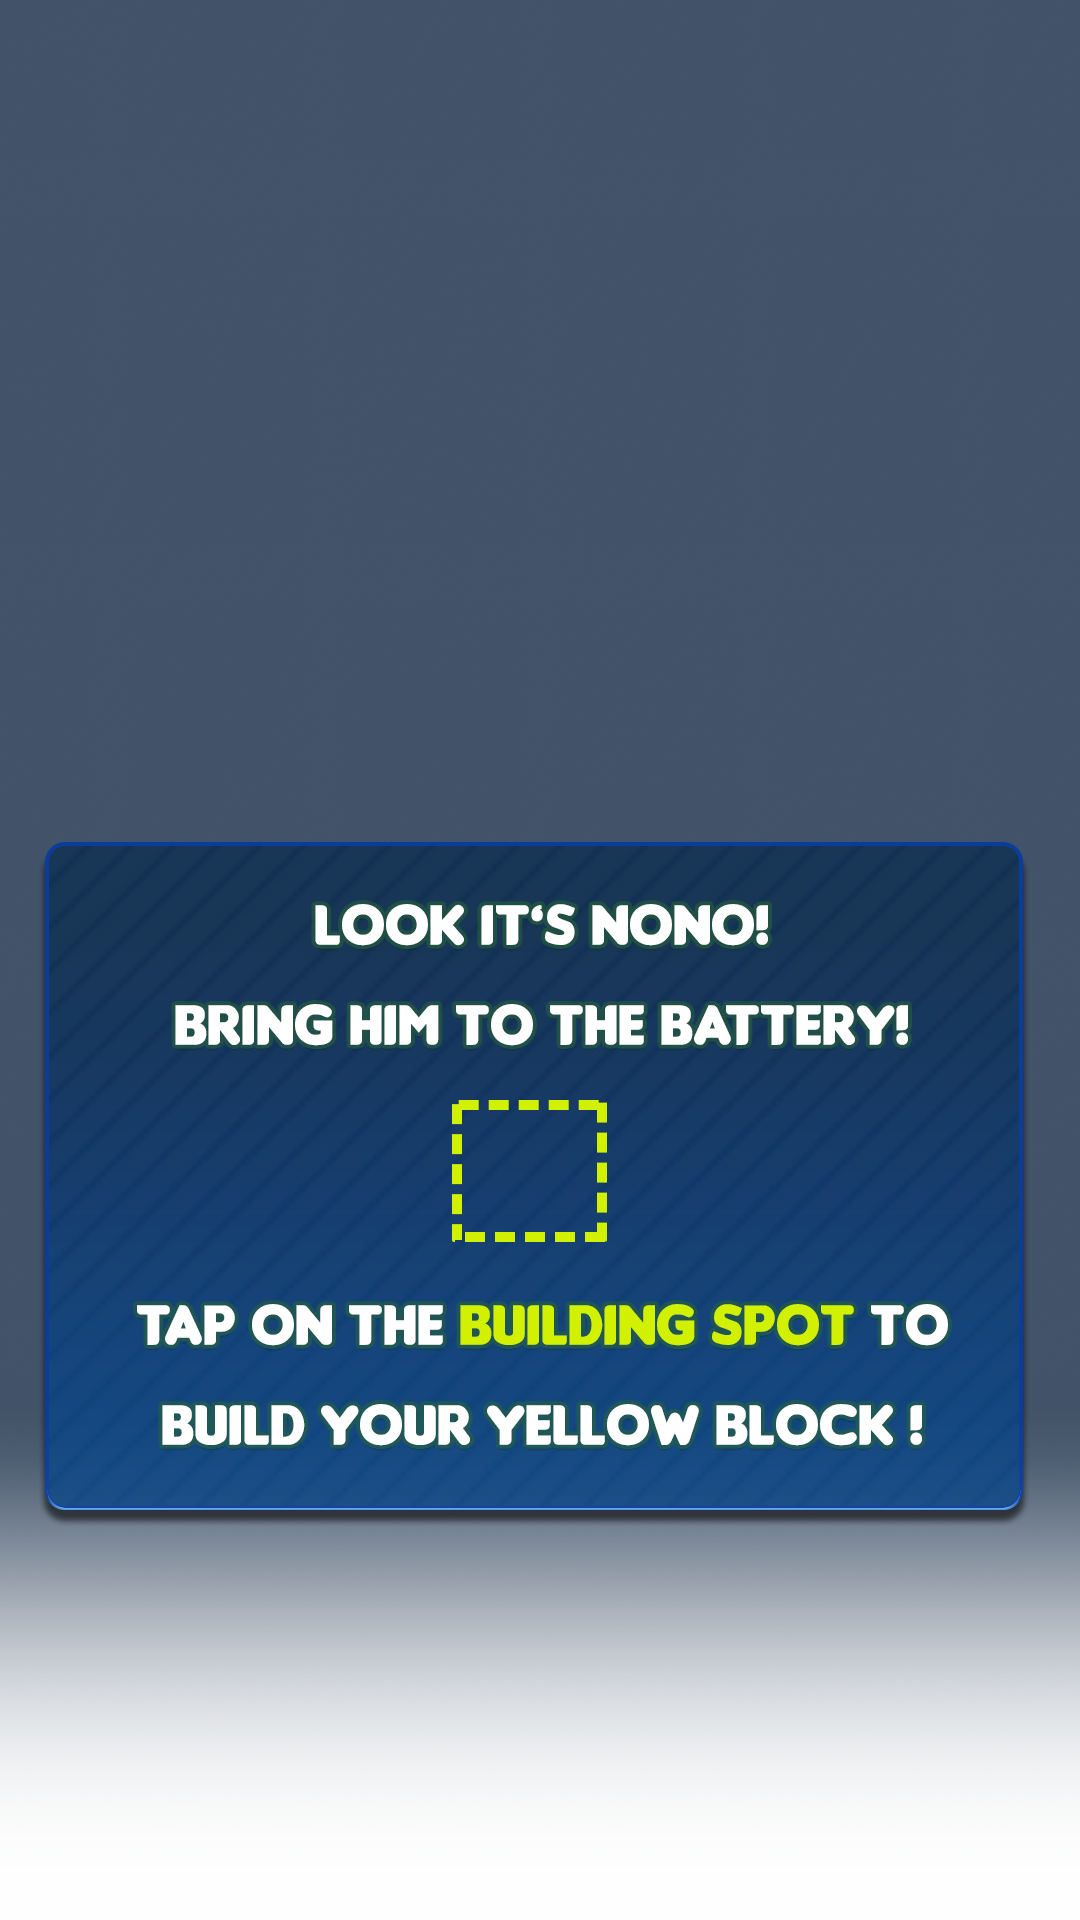 LOOK IT‘S NONO!
BRING HIM TO THE BATTERY!
TAP ON THE BUILDING SPOT TO
BUILD YOUR YELLOW BLOCK !